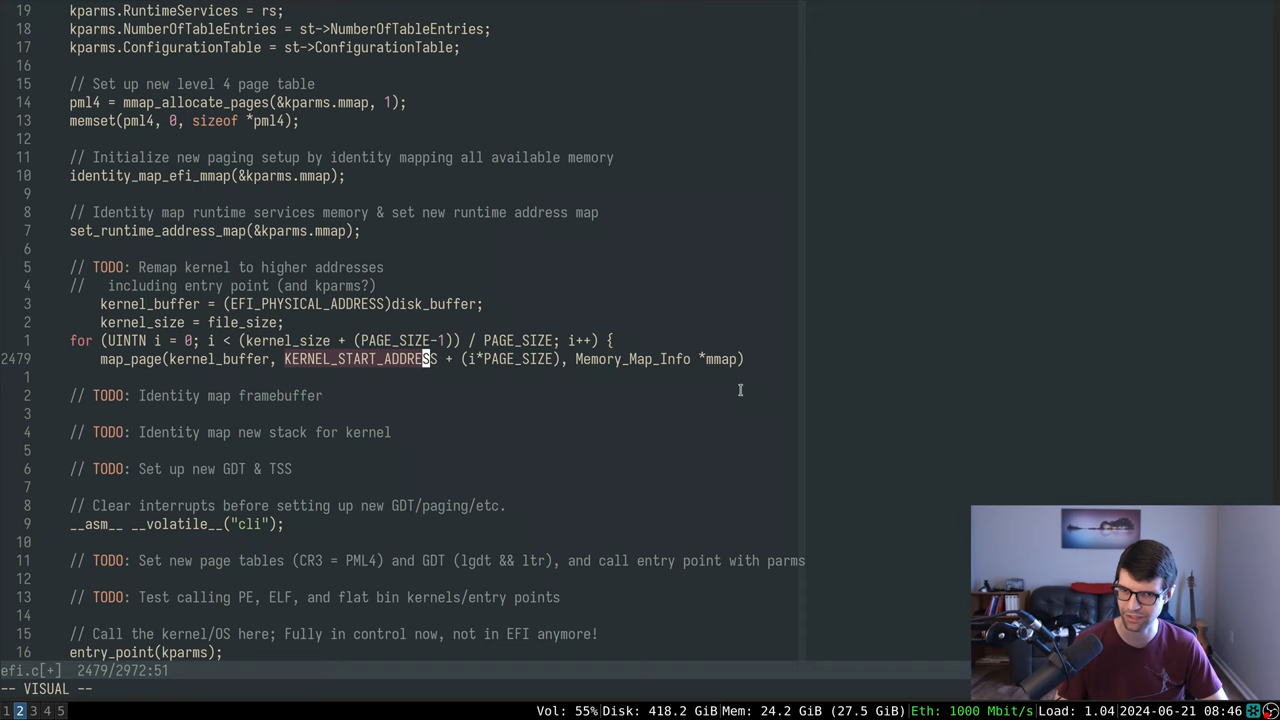 19 kparms.RuntimeServices = rs;
18 kparms.NumberOfTableEntries = st->NumberOfTableEntries;
17 kparms.ConfigurationTable = st->ConfigurationTable;
16
15 // Set up new level 4 page table
14 pml4 = mmap_allocate_pages(&kparms.mmap, 1);
13 memset(pml4, 0, sizeof *pml4);
12
11 // Initialize new paging setup by identity mapping all available memory
10 identity_map_efi_mmap(&kparms.mmap);
9
8 // Identity map runtime services memory & set new runtime address map
7 set_runtime_address_map(&kparms.mmap);
6
5 // TODO: Remap kernel to higher addresses
4 //   including entry point (and kparms?)
3 kernel_buffer = (EFI_PHYSICAL_ADDRESS)disk_buffer;
2 kernel_size = file_size;
1 for (UINTN i = 0; i < (kernel_size + (PAGE_SIZE-1)) / PAGE_SIZE; i++) {
2479 map_page(kernel_buffer, KERNEL_START_ADDRESS + (i*PAGE_SIZE), Memory_Map_Info *mmap)
1
2 // TODO: Identity map framebuffer
3
4 // TODO: Identity map new stack for kernel
5
6 // TODO: Set up new GDT & TSS
7
8 // Clear interrupts before setting up new GDT/paging/etc.
9 __asm__ __volatile__("cli");
10
11 // TODO: Set new page tables (CR3 = PML4) and GDT (lgdt && ltr), and call entry point with parms
12
13 // TODO: Test calling PE, ELF, and flat bin kernels/entry points
14
15 // Call the kernel/OS here; Fully in control now, not in EFI anymore!
16 entry_point(kparms);
efi.c[+] 2479/2972:51
-- VISUAL --
1 2 3 4 5 Vol: 55% Disk: 418.2 GiB Mem: 24.2 GiB (27.5 GiB) Eth: 1000 Mbit/s Load: 1.04 2024-06-21 08:46